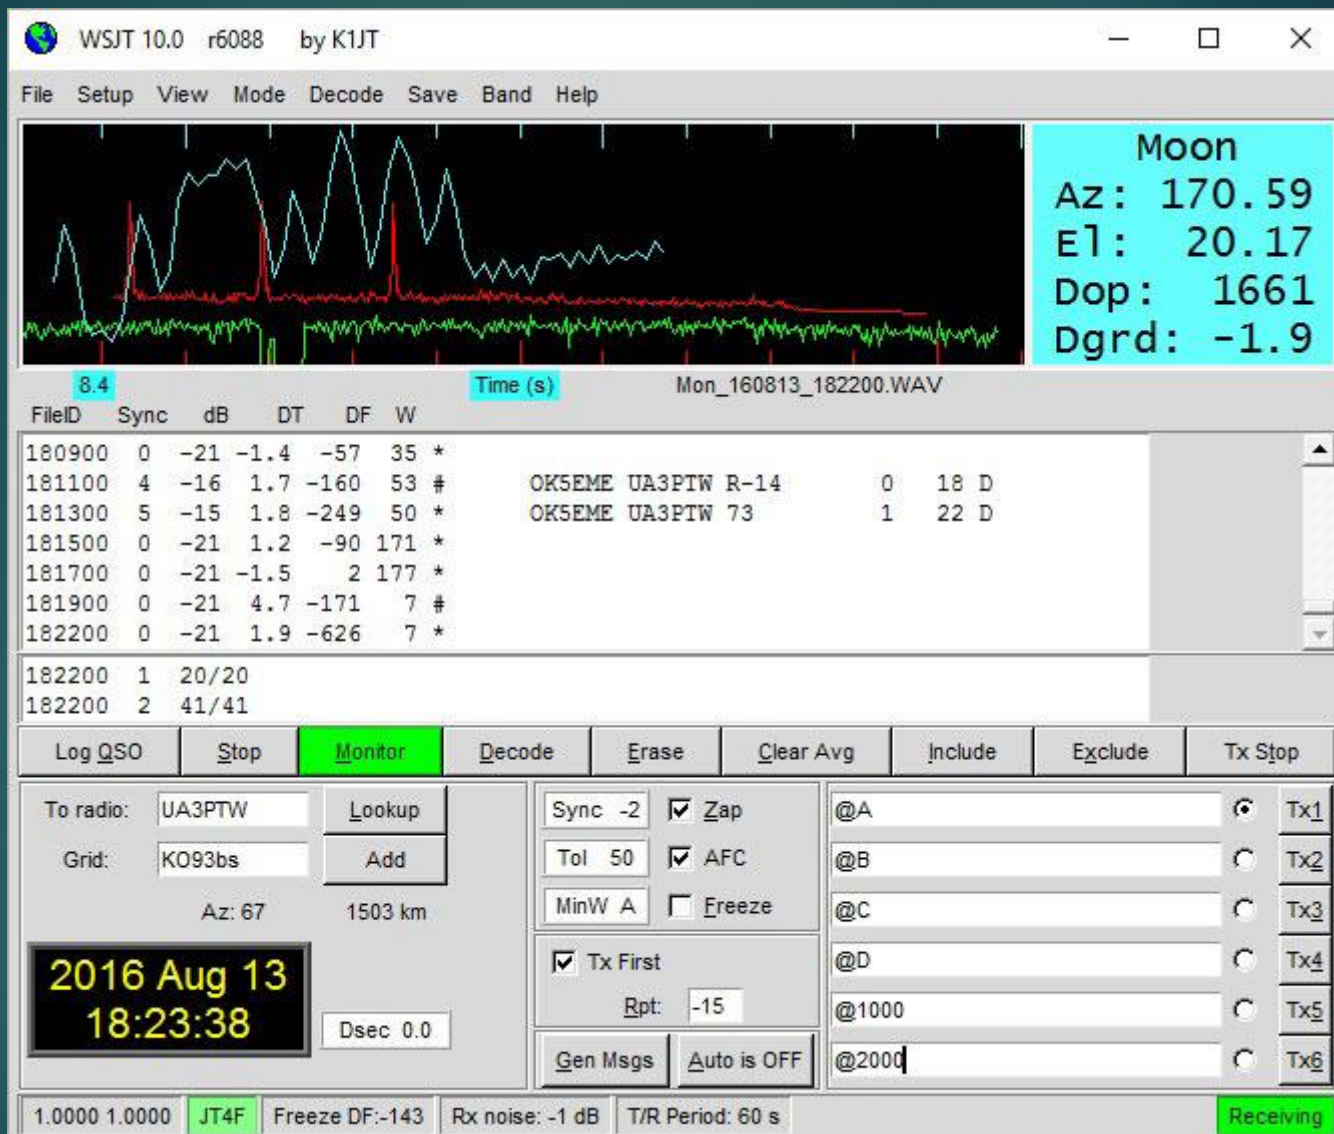 WSJT 10.0 r6088 by K1JT
File Setup View Mode Decode Save Band Help
Moon
Az: 170.59
El: 20.17
Dop: 1661
Dgrd: -1.9
8.4 Time (s) Mon_160813_182200.WAV
FileID Sync dB DT DF W
180900 0 -21 -1.4 -57 35 *
181100 4 -16 1.7 -160 53 # OK5EME UA3PTW R-14 0 18 D
181300 5 -15 1.8 -249 50 * OK5EME UA3PTW 73 1 22 D
181500 0 -21 1.2 -90 171 *
181700 0 -21 -1.5 2 177 *
181900 0 -21 4.7 -171 7 #
182200 0 -21 1.9 -626 7 *
182200 1 20/20
182200 2 41/41
Log QSO Stop Monitor Decode Erase Clear Avg Include Exclude Tx Stop
To radio: UA3PTW Lookup Sync -2 Zap @A Tx1
Grid: KO93bs Add Tol 50 AFC @B Tx2
Az: 67 1503 km MinW A Freeze @C Tx3
2016 Aug 13 Tx First @D Tx4
18:23:38 Dsec 0.0 Rpt: -15 @1000 Tx5
Gen Msgs Auto is OFF @2000 Tx6
1.0000 1.0000 JT4F Freeze DF:-143 Rx noise: -1 dB T/R Period: 60 s Receiving